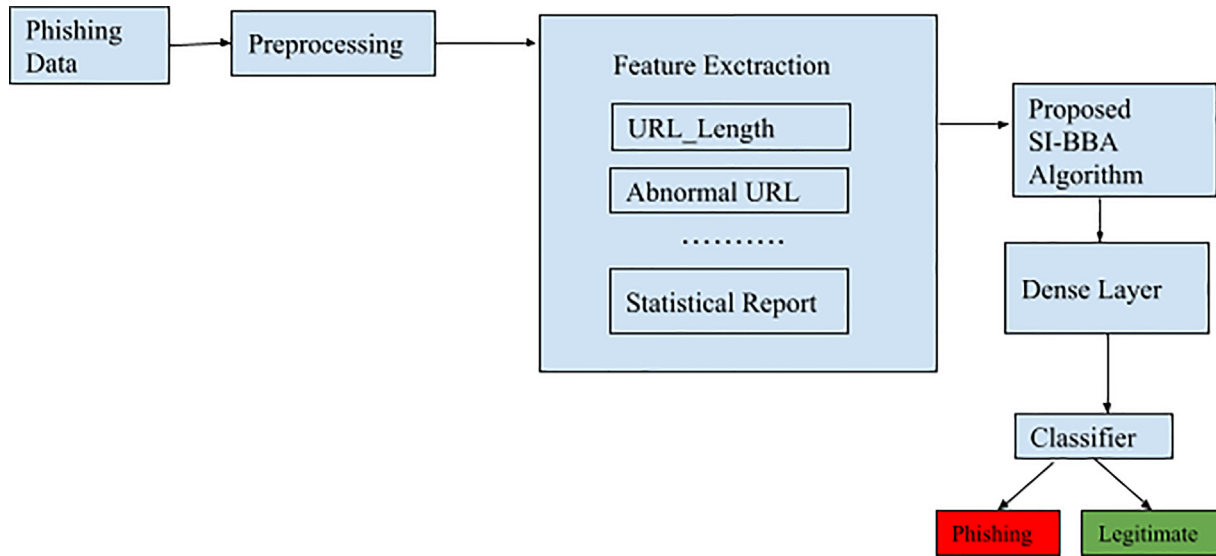 Phishing
Data
Preprocessing
Feature Exctraction
URL_Length
Abnormal URL
..........
Statistical Report
Proposed
SI-BBA
Algorithm
Dense Layer
Classifier
Phishing
Legitimate